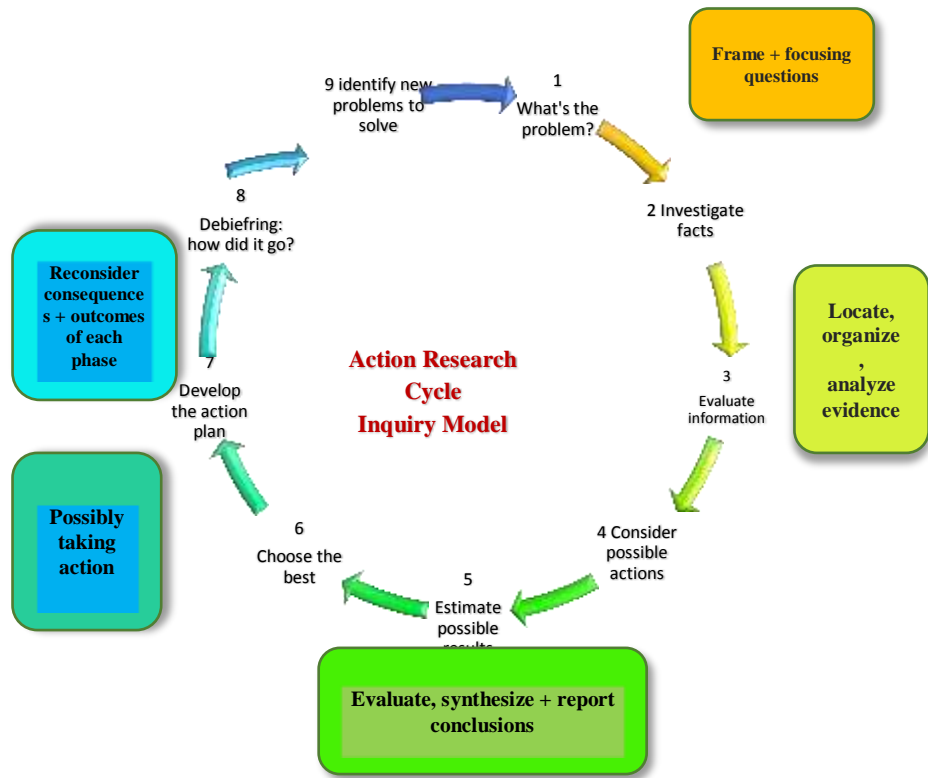 Frame + focusing
questions
1
What's the
problem?
9 identify new
problems to
solve
2 Investigate
facts
8
Debiefring:
how did it go?
Reconsider
consequence
s + outcomes
of each
phase
Locate,
organize
,
analyze
evidence
Action Research
Cycle
Inquiry Model
3
Evaluate
information
7
Develop
the action
plan
Possibly
taking
action
6
Choose the
best
4 Consider
possible
actions
5
Estimate
possible
results
Evaluate, synthesize + report
conclusions